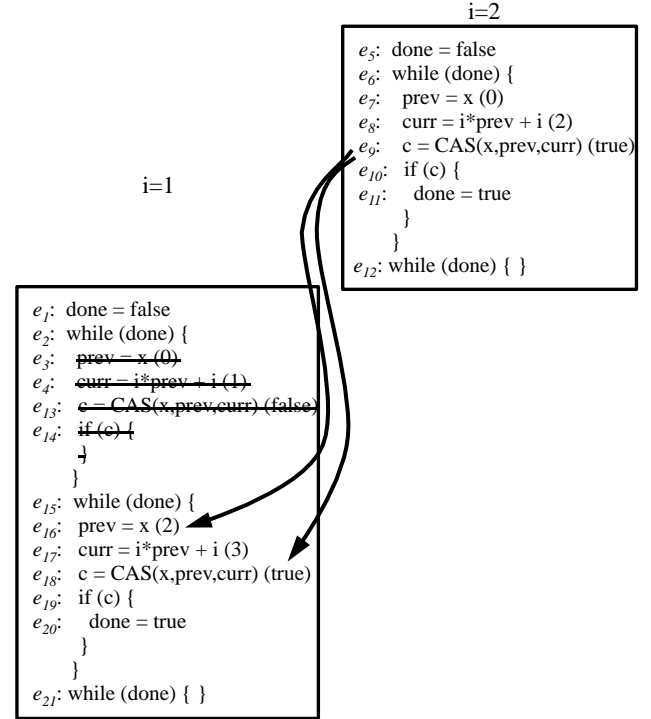 i=2
e5: done = false
e6: while (done) {
e7: prev = x (0)
e8: curr = i*prev + i (2)
e9: c = CAS(x,prev,curr) (true)
e10: if (c) {
e11: done = true
}
}
e12: while (done) { }
i=1
e1: done = false
e2: while (done) {
e3: prev = x (0)
e4: curr = i*prev + i (1)
e13: c = CAS(x,prev,curr) (false)
e14: if (c) {
}
}
e15: while (done) {
e16: prev = x (2)
e17: curr = i*prev + i (3)
e18: c = CAS(x,prev,curr) (true)
e19: if (c) {
e20: done = true
}
}
e21: while (done) { }